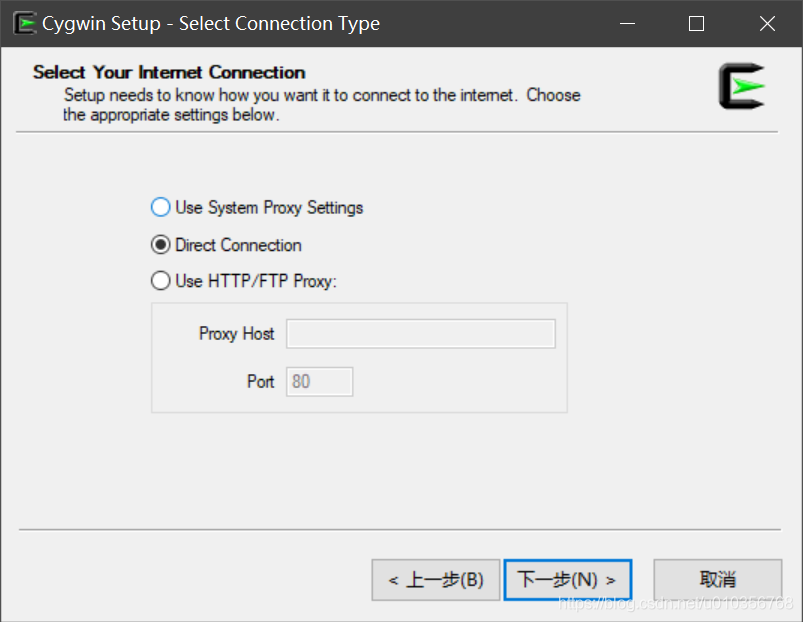 Cygwin Setup - Select Connection Type
Select Your Internet Connection
Setup needs to know how you want it to connect to the internet. Choose
the appropriate settings below.
Use System Proxy Settings
Direct Connection
Use HTTP/FTP Proxy:
Proxy Host
Port 80
< 上一步(B) 下一步(N) > 取消
https://blog.csdn.net/u010356768